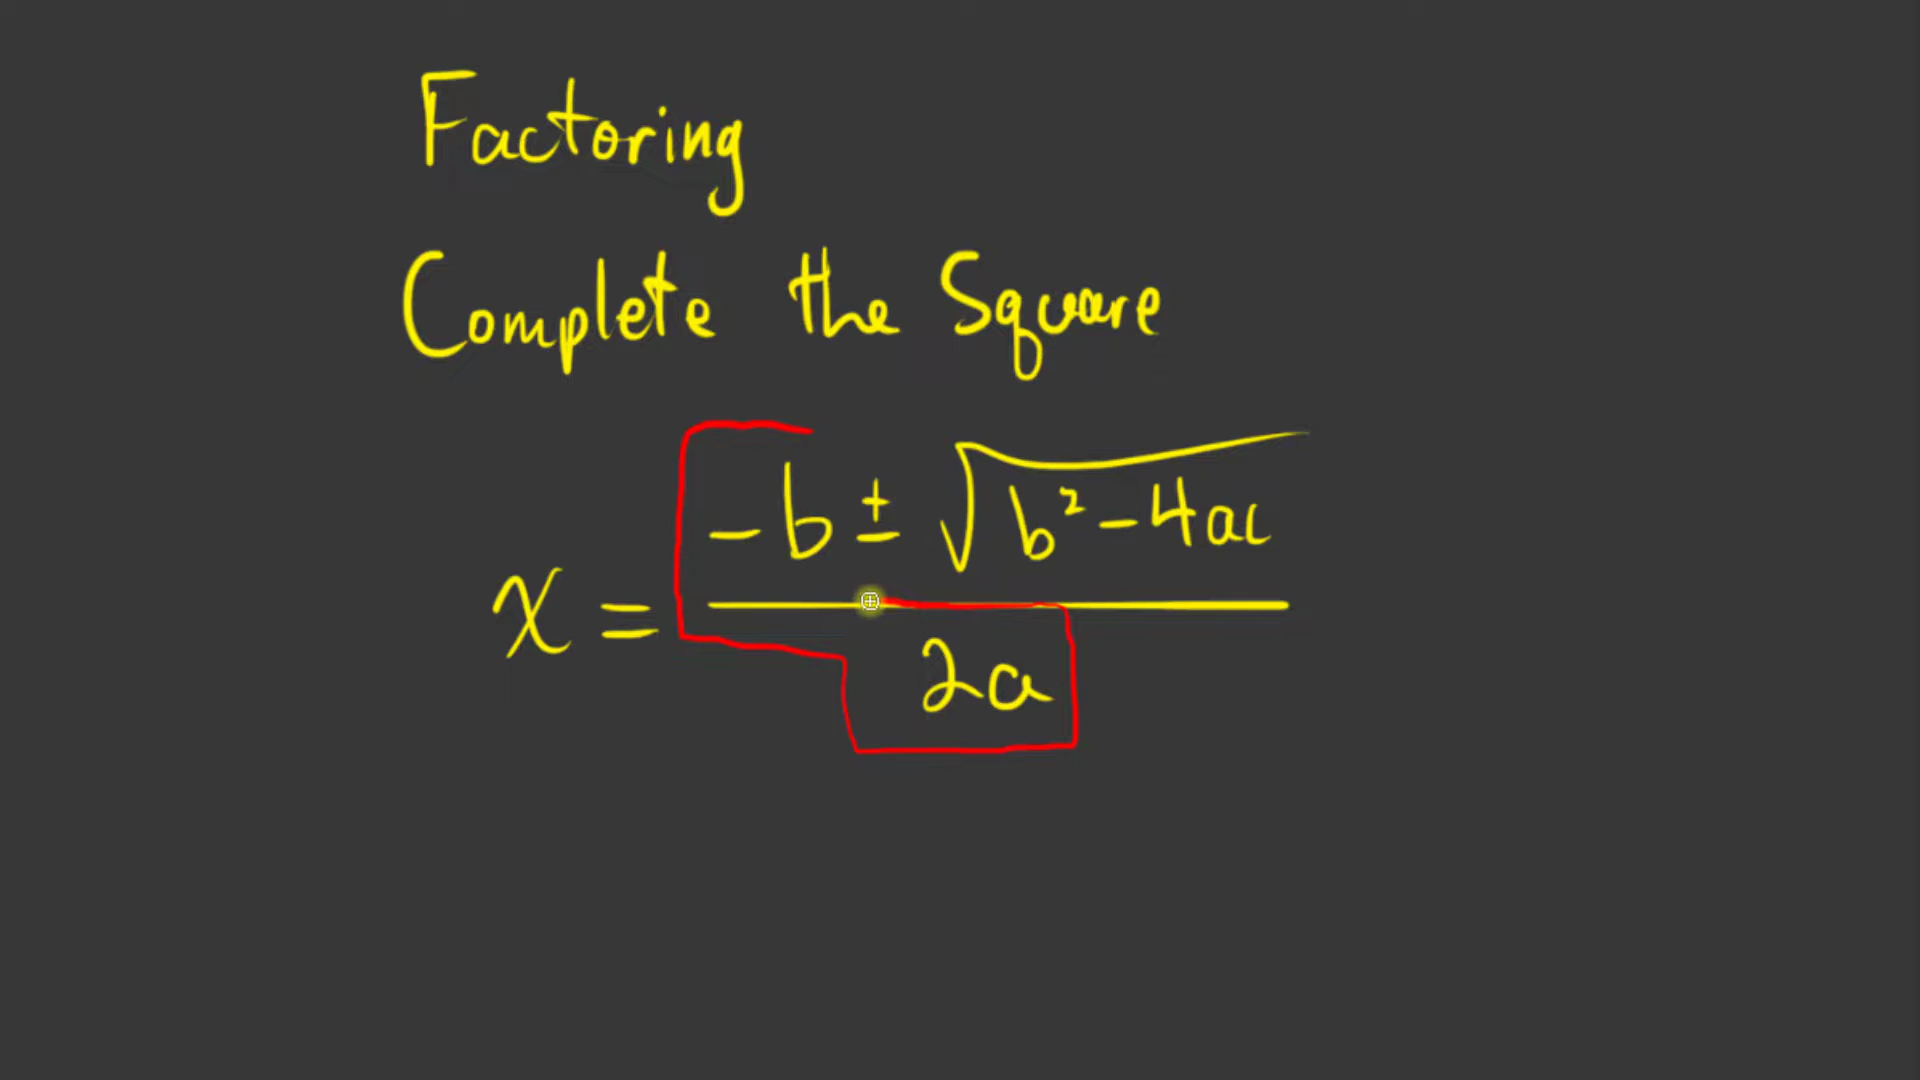 Factoring
Complete the Square
x = (-b ± √(b² - 4ac)) / 2a